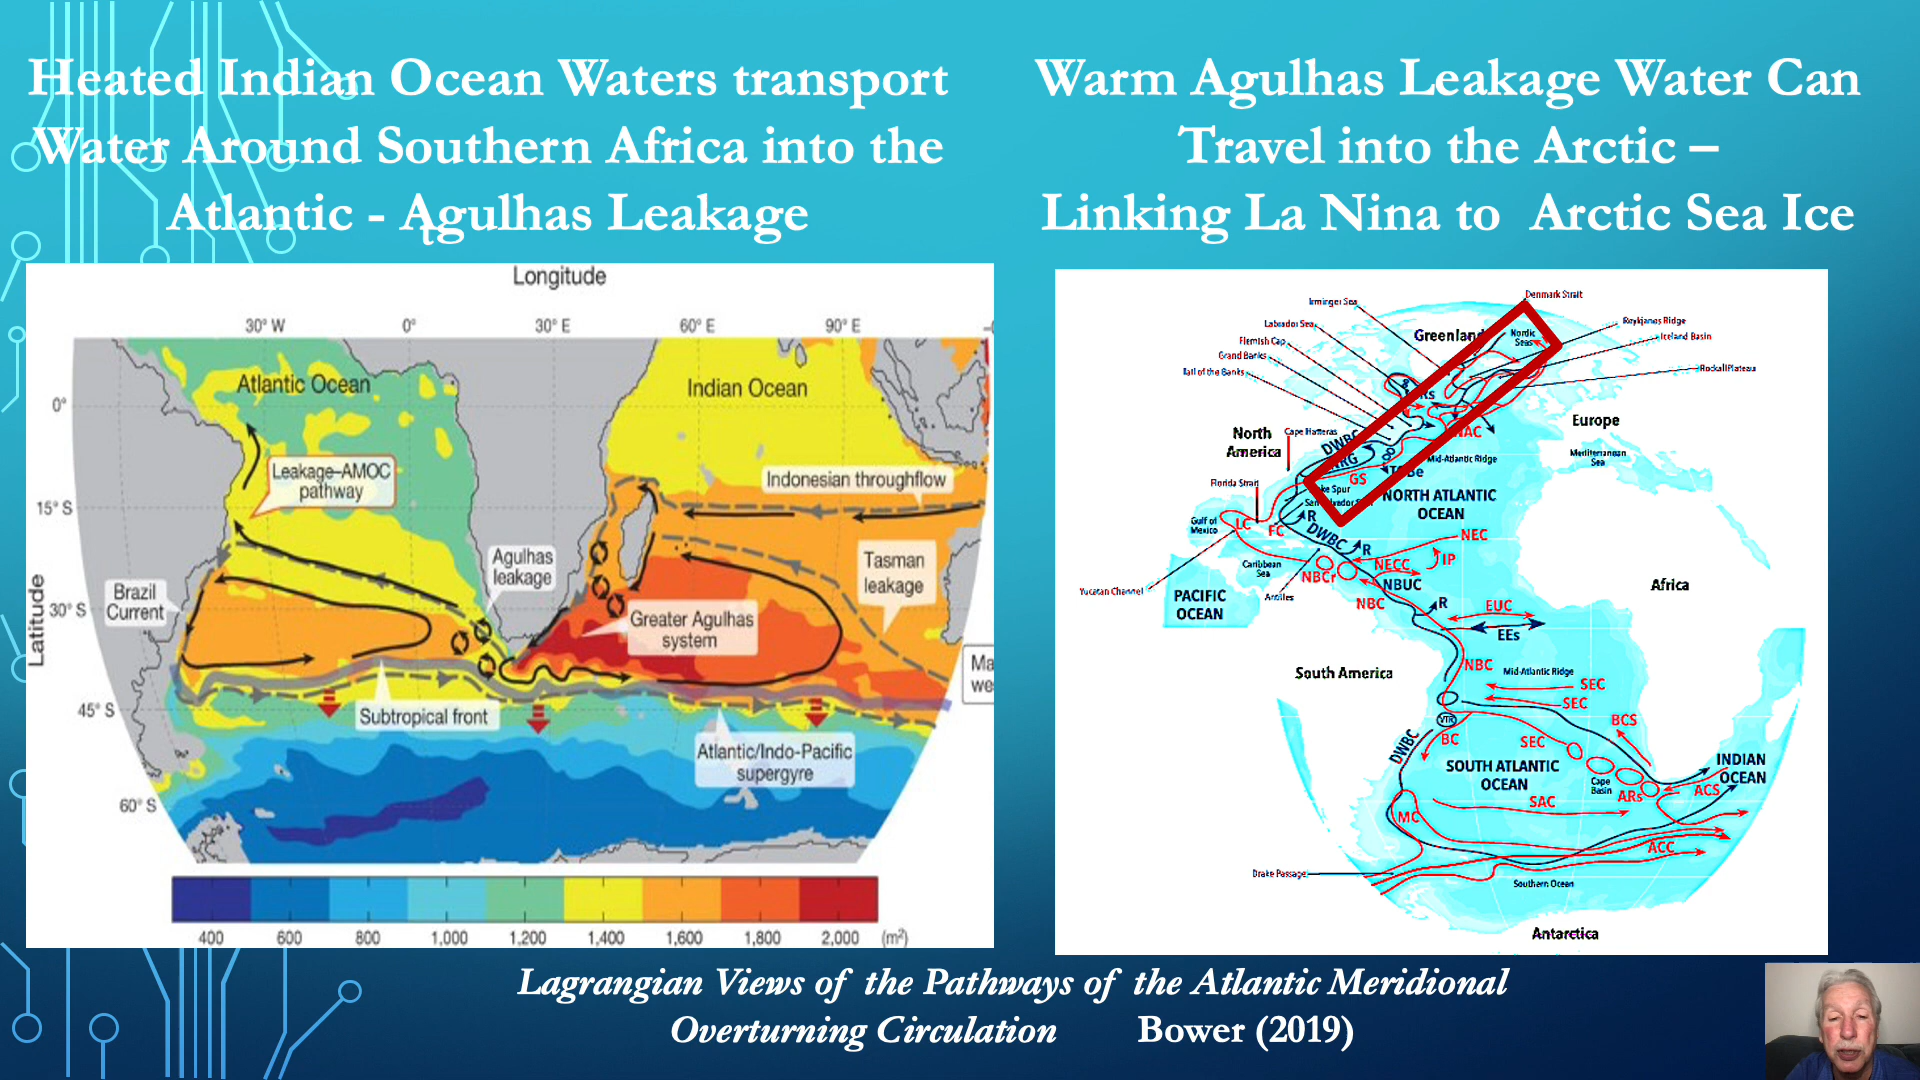 Heated Indian Ocean Waters transport
Water Around Southern Africa into the
Atlantic - Agulhas Leakage
Warm Agulhas Leakage Water Can
Travel into the Arctic –
Linking La Nina to Arctic Sea Ice
Longitude
30° W
0°
30° E
60° E
90° E
Atlantic Ocean
Indian Ocean
0°
Leakage–AMOC
pathway
Indonesian throughflow
15° S
Agulhas
leakage
Tasman
leakage
Brazil
Current
Latitude
30° S
Greater Agulhas
system
45° S
Subtropical front
Atlantic/Indo-Pacific
supergyre
60° S
400
600
800
1,000
1,200
1,400
1,600
1,800
2,000
(m²)
Denmark Strait
Irminger Sea
Labrador Sea
Flemish Cap
Grand Banks
Tail of the Banks
Greenland
Nordic
Seas
Reykjanes Ridge
Iceland Basin
Rockall Plateau
Europe
North
America
Cape Hatteras
DWBC
NRG
NAC
Mid-Atlantic Ridge
Mediterranean
Sea
Florida Strait
GS
NORTH ATLANTIC
OCEAN
Gulf of
Mexico
LC
FC
R
DWBC
R
NEC
NECC
IP
Caribbean
Sea
NBCr
NBUC
Africa
Yucatan Channel
Antilles
PACIFIC
OCEAN
NBC
R
EUC
EEs
NBC
South America
Mid-Atlantic Ridge
SEC
SEC
VTR
BCS
BC
SEC
DWBC
SOUTH ATLANTIC
OCEAN
Cape
Basin
ARs
ACS
INDIAN
OCEAN
SAC
MC
ACC
Drake Passage
Southern Ocean
Antarctica
Lagrangian Views of the Pathways of the Atlantic Meridional
Overturning Circulation Bower (2019)